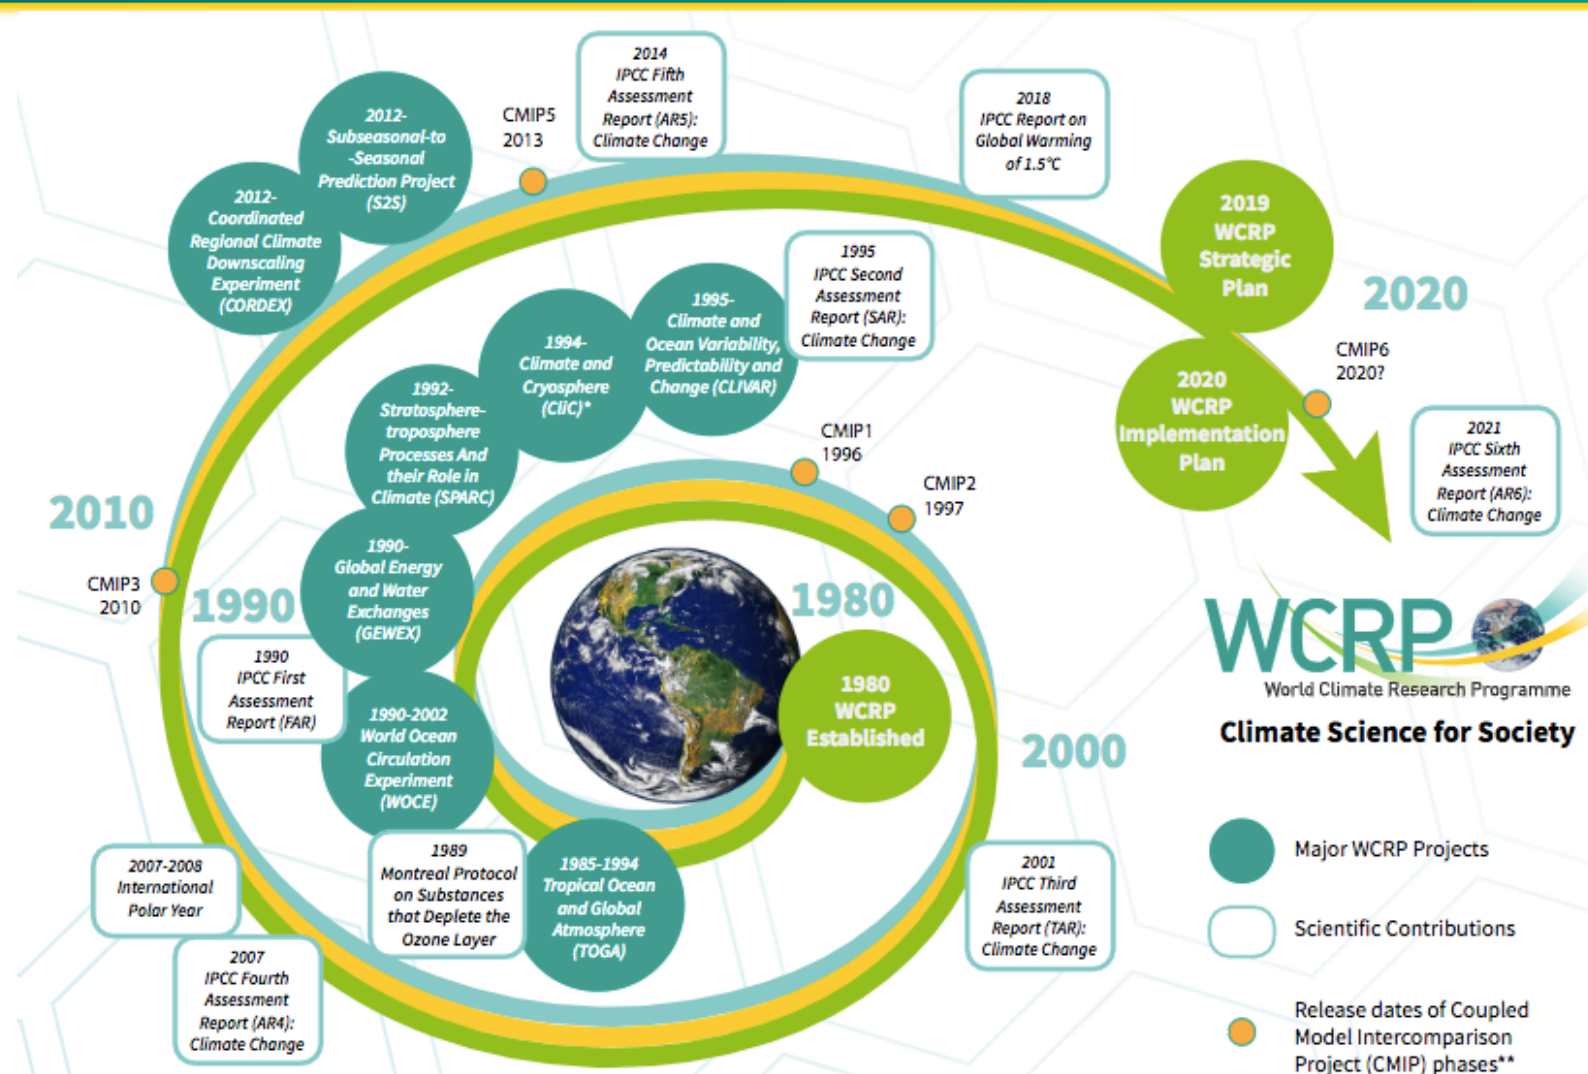 2014
IPCC Fifth
Assessment
Report (AR5):
Climate Change
2012-
Subseasonal-to
-Seasonal
Prediction Project
(S2S)
CMIP5
2013
2018
IPCC Report on
Global Warming
of 1.5°C
2012-
Coordinated
Regional Climate
Downscaling
Experiment
(CORDEX)
2019
WCRP
Strategic
Plan
2020
1995
IPCC Second
Assessment
Report (SAR):
Climate Change
1995-
Climate and
Ocean Variability,
Predictability and
Change (CLIVAR)
1994-
Climate and
Cryosphere
(CliC)*
1992-
Stratosphere-
troposphere
Processes And
their Role in
Climate (SPARC)
CMIP6
2020?
2020
WCRP
Implementation
Plan
2021
IPCC Sixth
Assessment
Report (AR6):
Climate Change
CMIP1
1996
CMIP2
1997
2010
CMIP3
2010
1990
1990-
Global Energy
and Water
Exchanges
(GEWEX)
1980
1990
IPCC First
Assessment
Report (FAR)
1990-2002
World Ocean
Circulation
Experiment
(WOCE)
1980
WCRP
Established
2000
WCRP
World Climate Research Programme
Climate Science for Society
2007-2008
International
Polar Year
1989
Montreal Protocol
on Substances
that Deplete the
Ozone Layer
1985-1994
Tropical Ocean
and Global
Atmosphere
(TOGA)
2001
IPCC Third
Assessment
Report (TAR):
Climate Change
2007
IPCC Fourth
Assessment
Report (AR4):
Climate Change
Major WCRP Projects
Scientific Contributions
Release dates of Coupled
Model Intercomparison
Project (CMIP) phases**